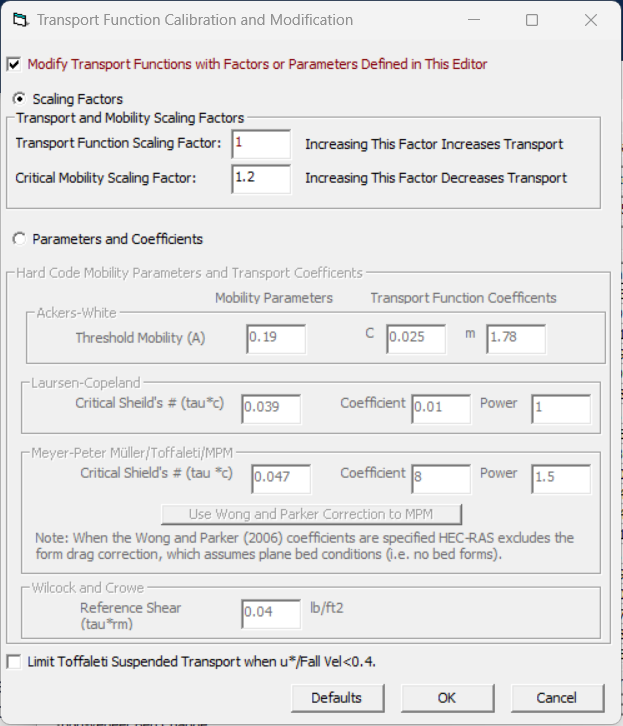 Transport Function Calibration and Modification
Modify Transport Functions with Factors or Parameters Defined in This Editor
Scaling Factors
Transport and Mobility Scaling Factors
Transport Function Scaling Factor: 1 Increasing This Factor Increases Transport
Critical Mobility Scaling Factor: 1.2 Increasing This Factor Decreases Transport
Parameters and Coefficients
Hard Code Mobility Parameters and Transport Coefficents
Mobility Parameters Transport Function Coefficents
Ackers-White
Threshold Mobility (A) 0.19 C 0.025 m 1.78
Laursen-Copeland
Critical Sheild's # (tau*c) 0.039 Coefficient 0.01 Power 1
Meyer-Peter Müller/Toffaleti/MPM
Critical Shield's # (tau *c) 0.047 Coefficient 8 Power 1.5
Use Wong and Parker Correction to MPM
Note: When the Wong and Parker (2006) coefficients are specified HEC-RAS excludes the
form drag correction, which assumes plane bed conditions (i.e. no bed forms).
Wilcock and Crowe
Reference Shear 0.04 lb/ft2
(tau*rm)
Limit Toffaleti Suspended Transport when u*/Fall Vel<0.4.
Defaults OK Cancel